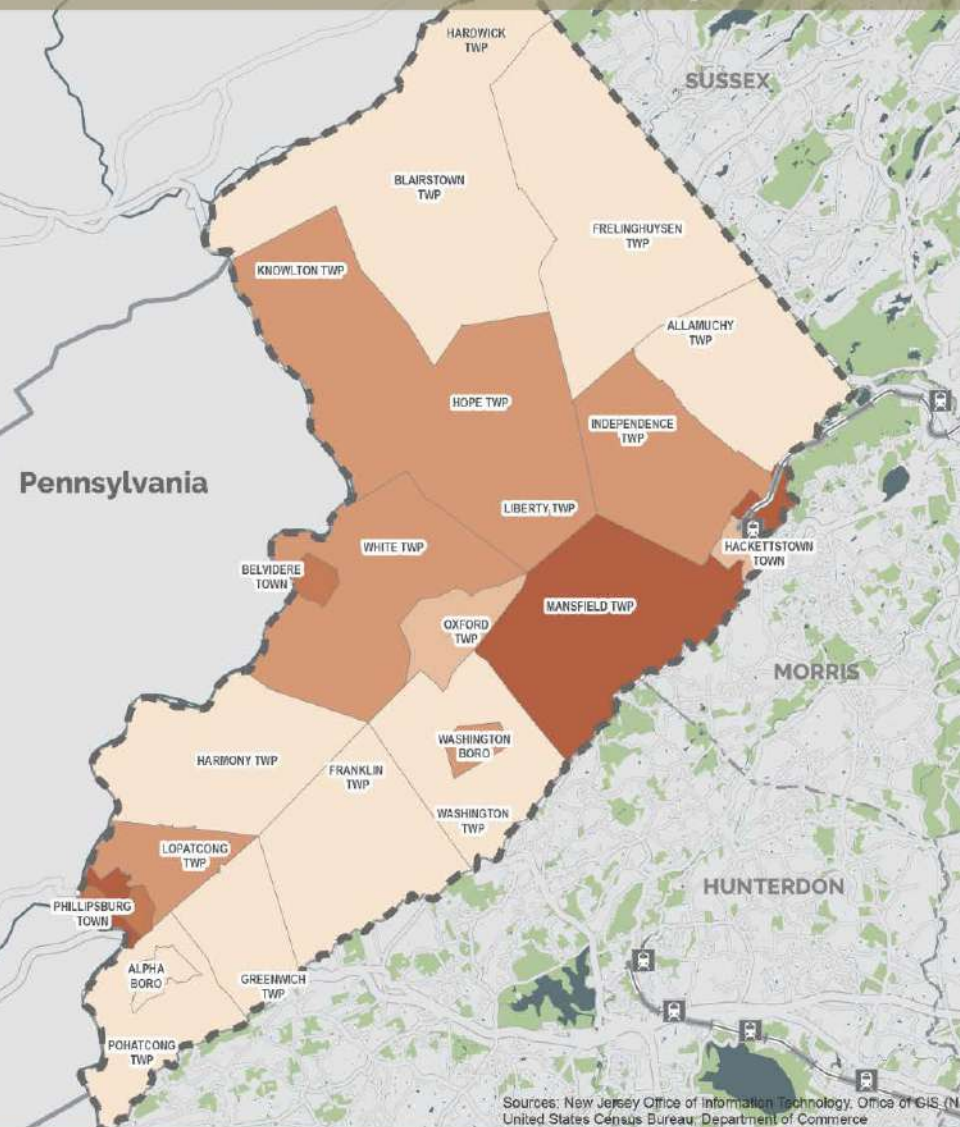 HARDWICK
TWP
SUSSEX
BLAIRSTOWN
TWP
FRELINGHUYSEN
TWP
KNOWLTON TWP
ALLAMUCHY
TWP
HOPE TWP
INDEPENDENCE
TWP
Pennsylvania
LIBERTY TWP
WHITE TWP
HACKETTSTOWN
TOWN
BELVIDERE
TOWN
MANSFIELD TWP
OXFORD
TWP
MORRIS
WASHINGTON
BORO
HARMONY TWP
FRANKLIN
TWP
WASHINGTON
TWP
LOPATCONG
TWP
HUNTERDON
PHILLIPSBURG
TOWN
ALPHA
BORO
GREENWICH
TWP
POHATCONG
TWP
Sources: New Jersey Office of Information Technology, Office of GIS (N
United States Census Bureau, Department of Commerce